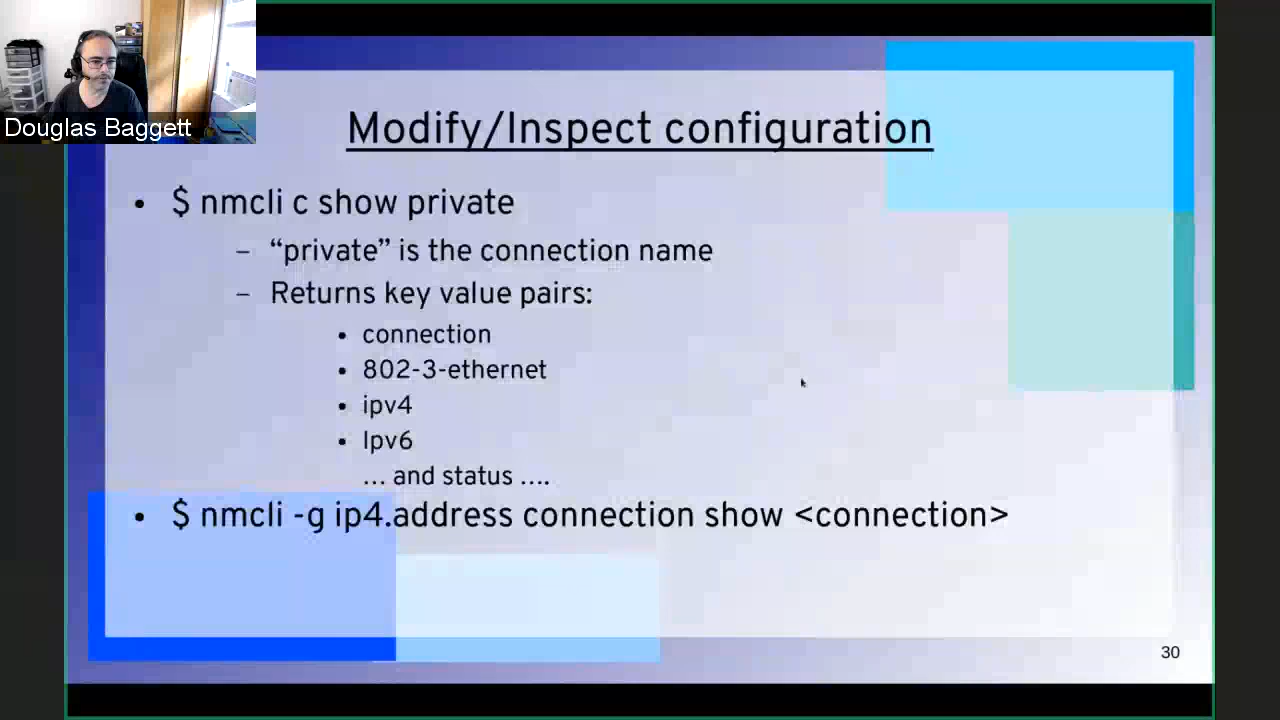 Douglas Baggett
Modify/Inspect configuration
• $ nmcli c show private
– “private” is the connection name
– Returns key value pairs:
• connection
• 802-3-ethernet
• ipv4
• Ipv6
... and status ....
• $ nmcli -g ip4.address connection show <connection>
30